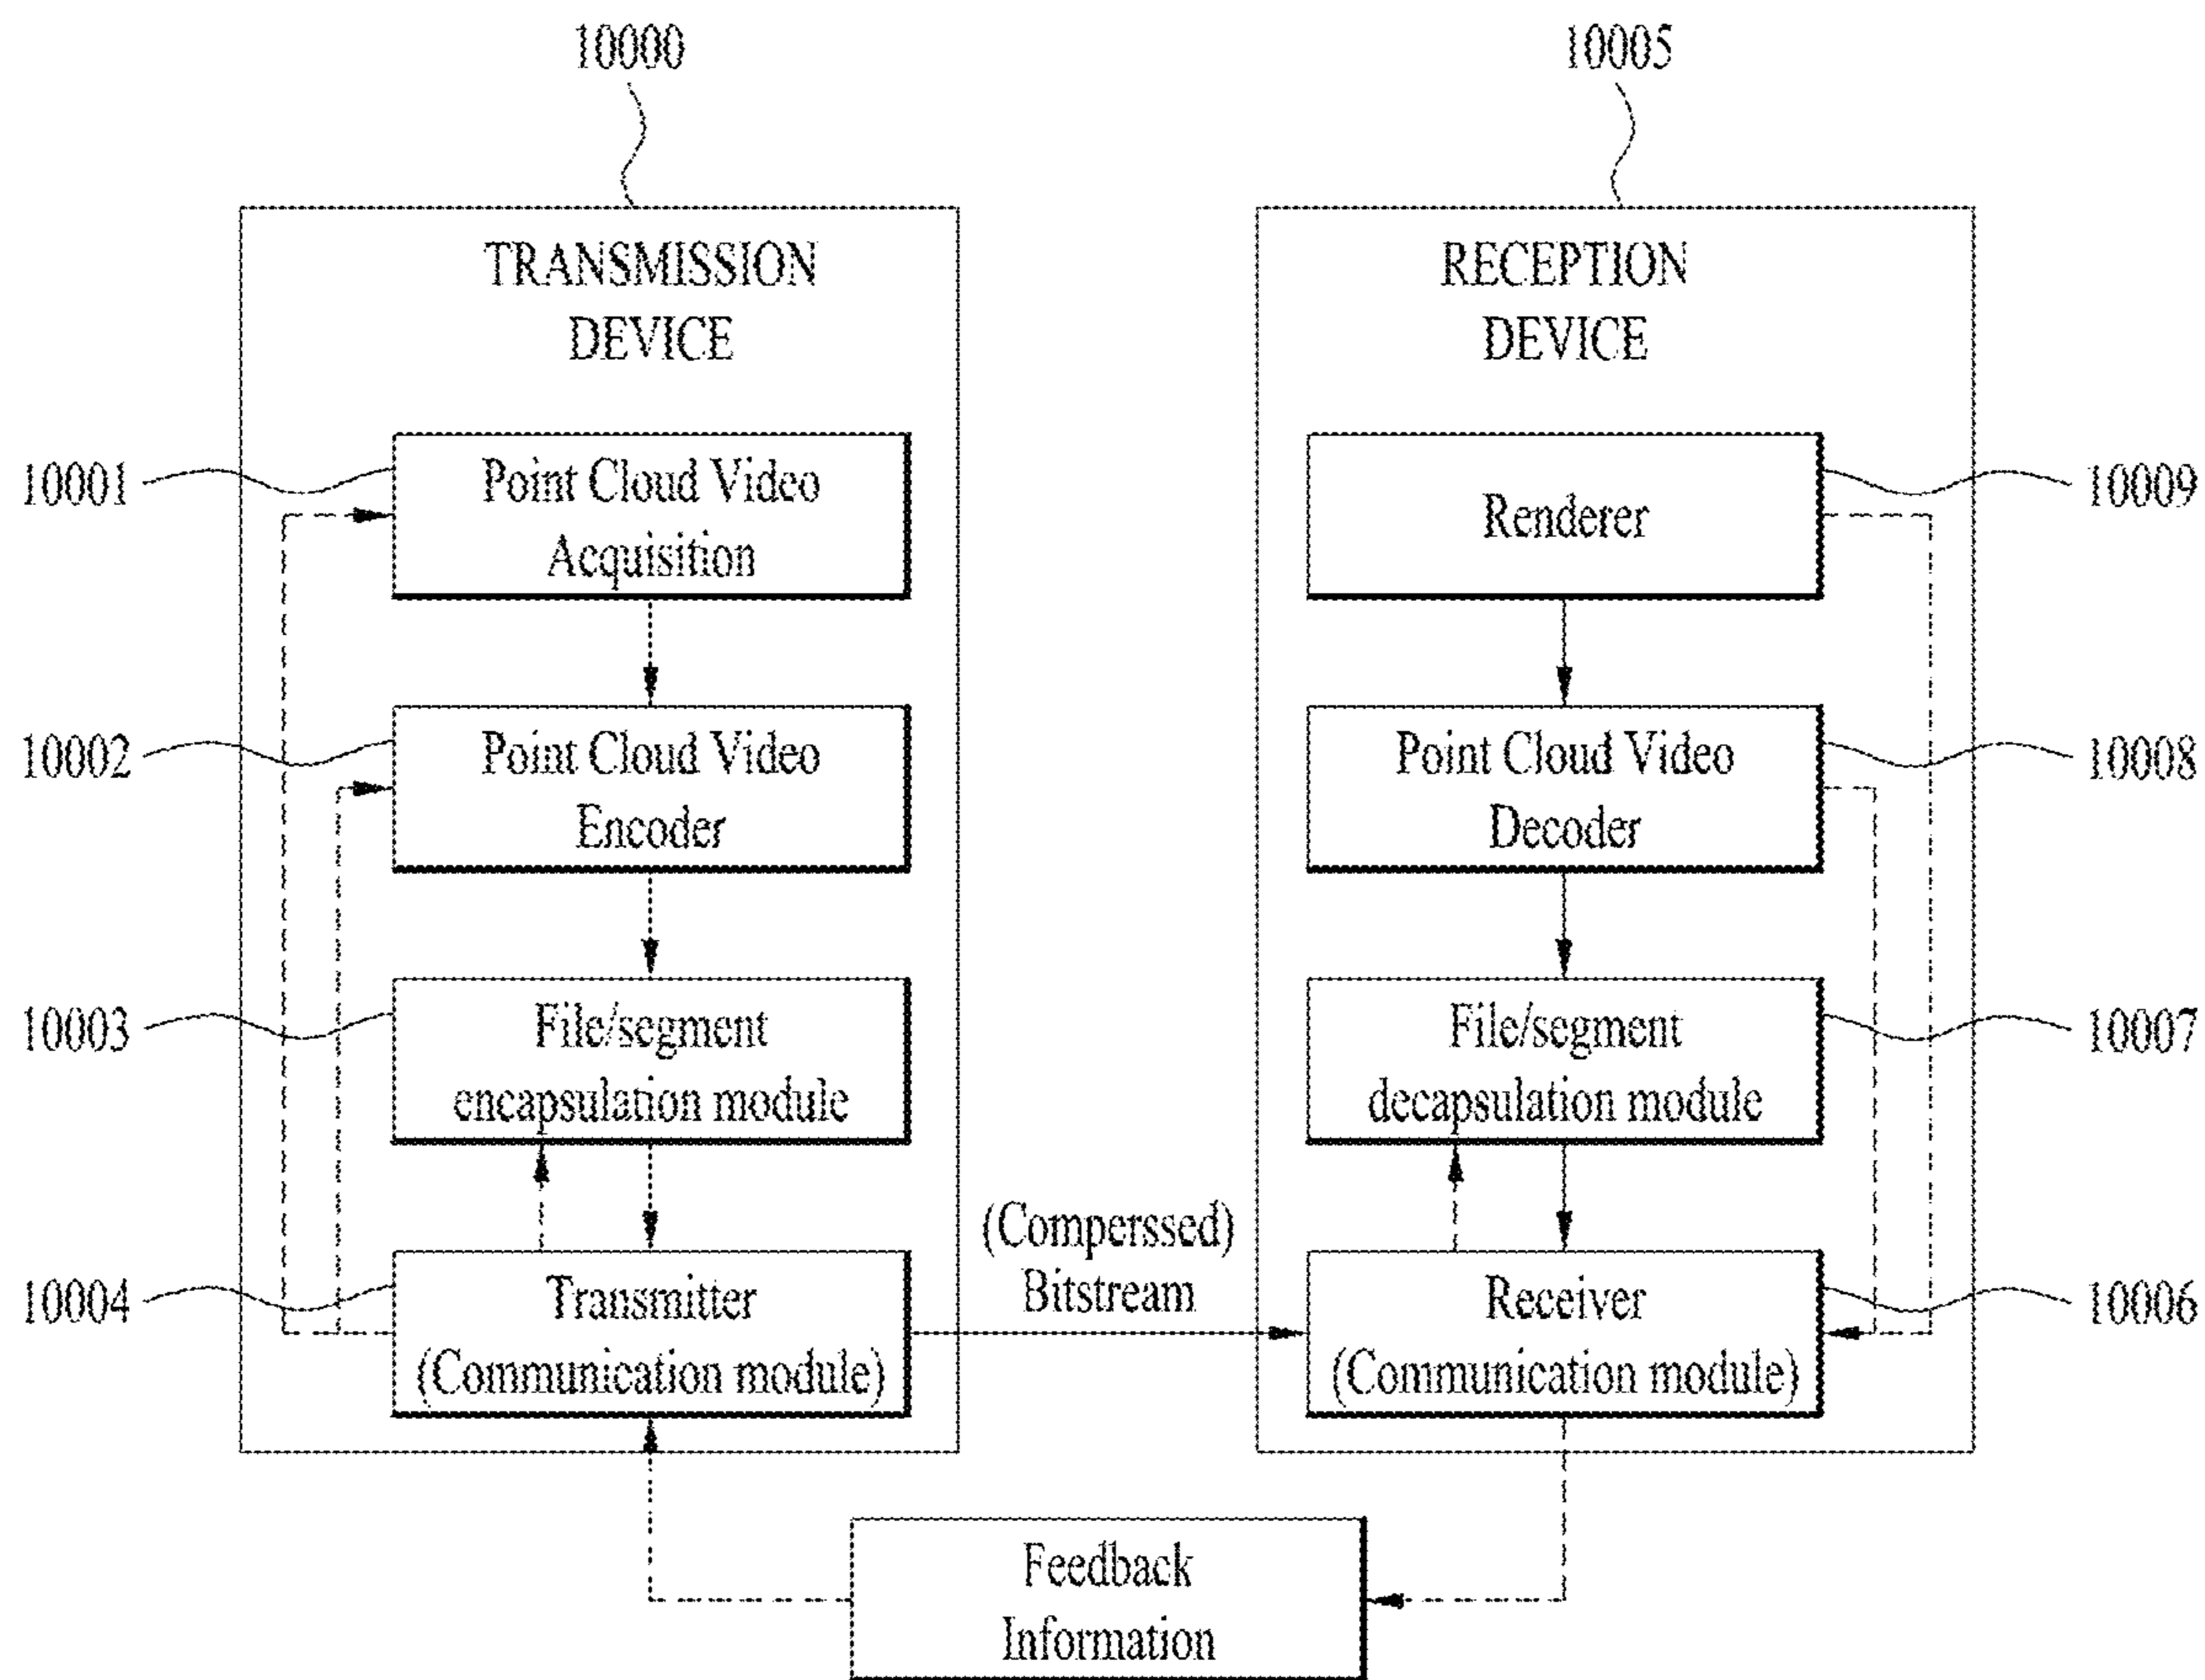 10000
10005
TRANSMISSION
DEVICE
10001
Point Cloud Video
Acquisition
10002
Point Cloud Video
Encoder
10003
File/segment
encapsulation module
10004
Transmitter
(Communication module)
(Comperssed)
Bitstream
RECEPTION
DEVICE
Renderer
10009
Point Cloud Video
Decoder
10008
File/segment
decapsulation module
10007
Receiver
(Communication module)
10006
Feedback
Information